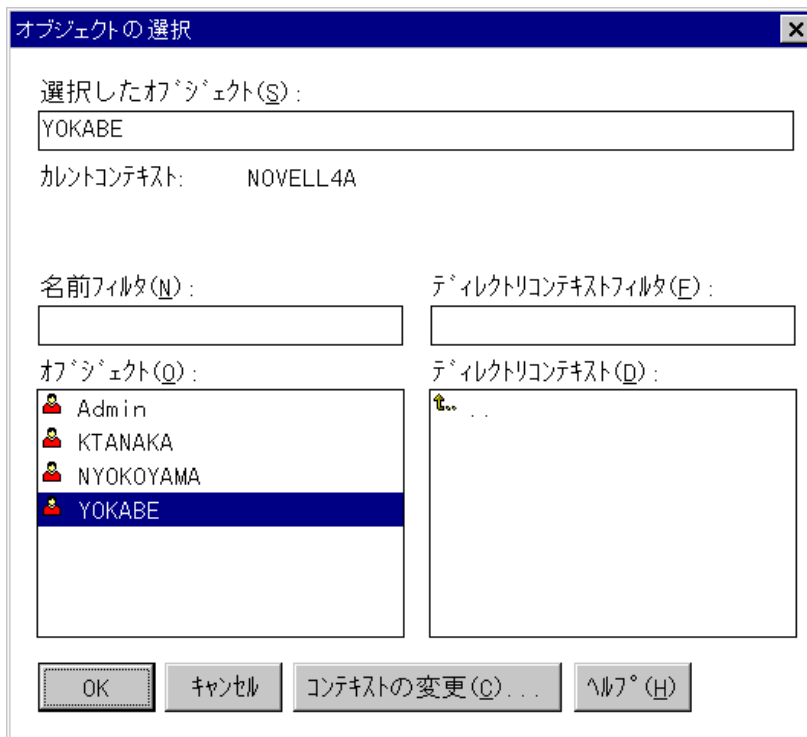 オブジェクトの選択
選択したｵﾌﾞｼﾞｪｸﾄ(S):
YOKABE
ｶﾚﾝﾄｺﾝﾃｷｽﾄ: NOVELL4A
名前ﾌｨﾙﾀ(N): ﾃﾞｨﾚｸﾄﾘｺﾝﾃｷｽﾄﾌｨﾙﾀ(F):
ｵﾌﾞｼﾞｪｸﾄ(O): ﾃﾞｨﾚｸﾄﾘｺﾝﾃｷｽﾄ(D):
Admin ..
KTANAKA
NYOKOYAMA
YOKABE
OK ｷｬﾝｾﾙ ｺﾝﾃｷｽﾄの変更(C)... ﾍﾙﾌﾟ(H)